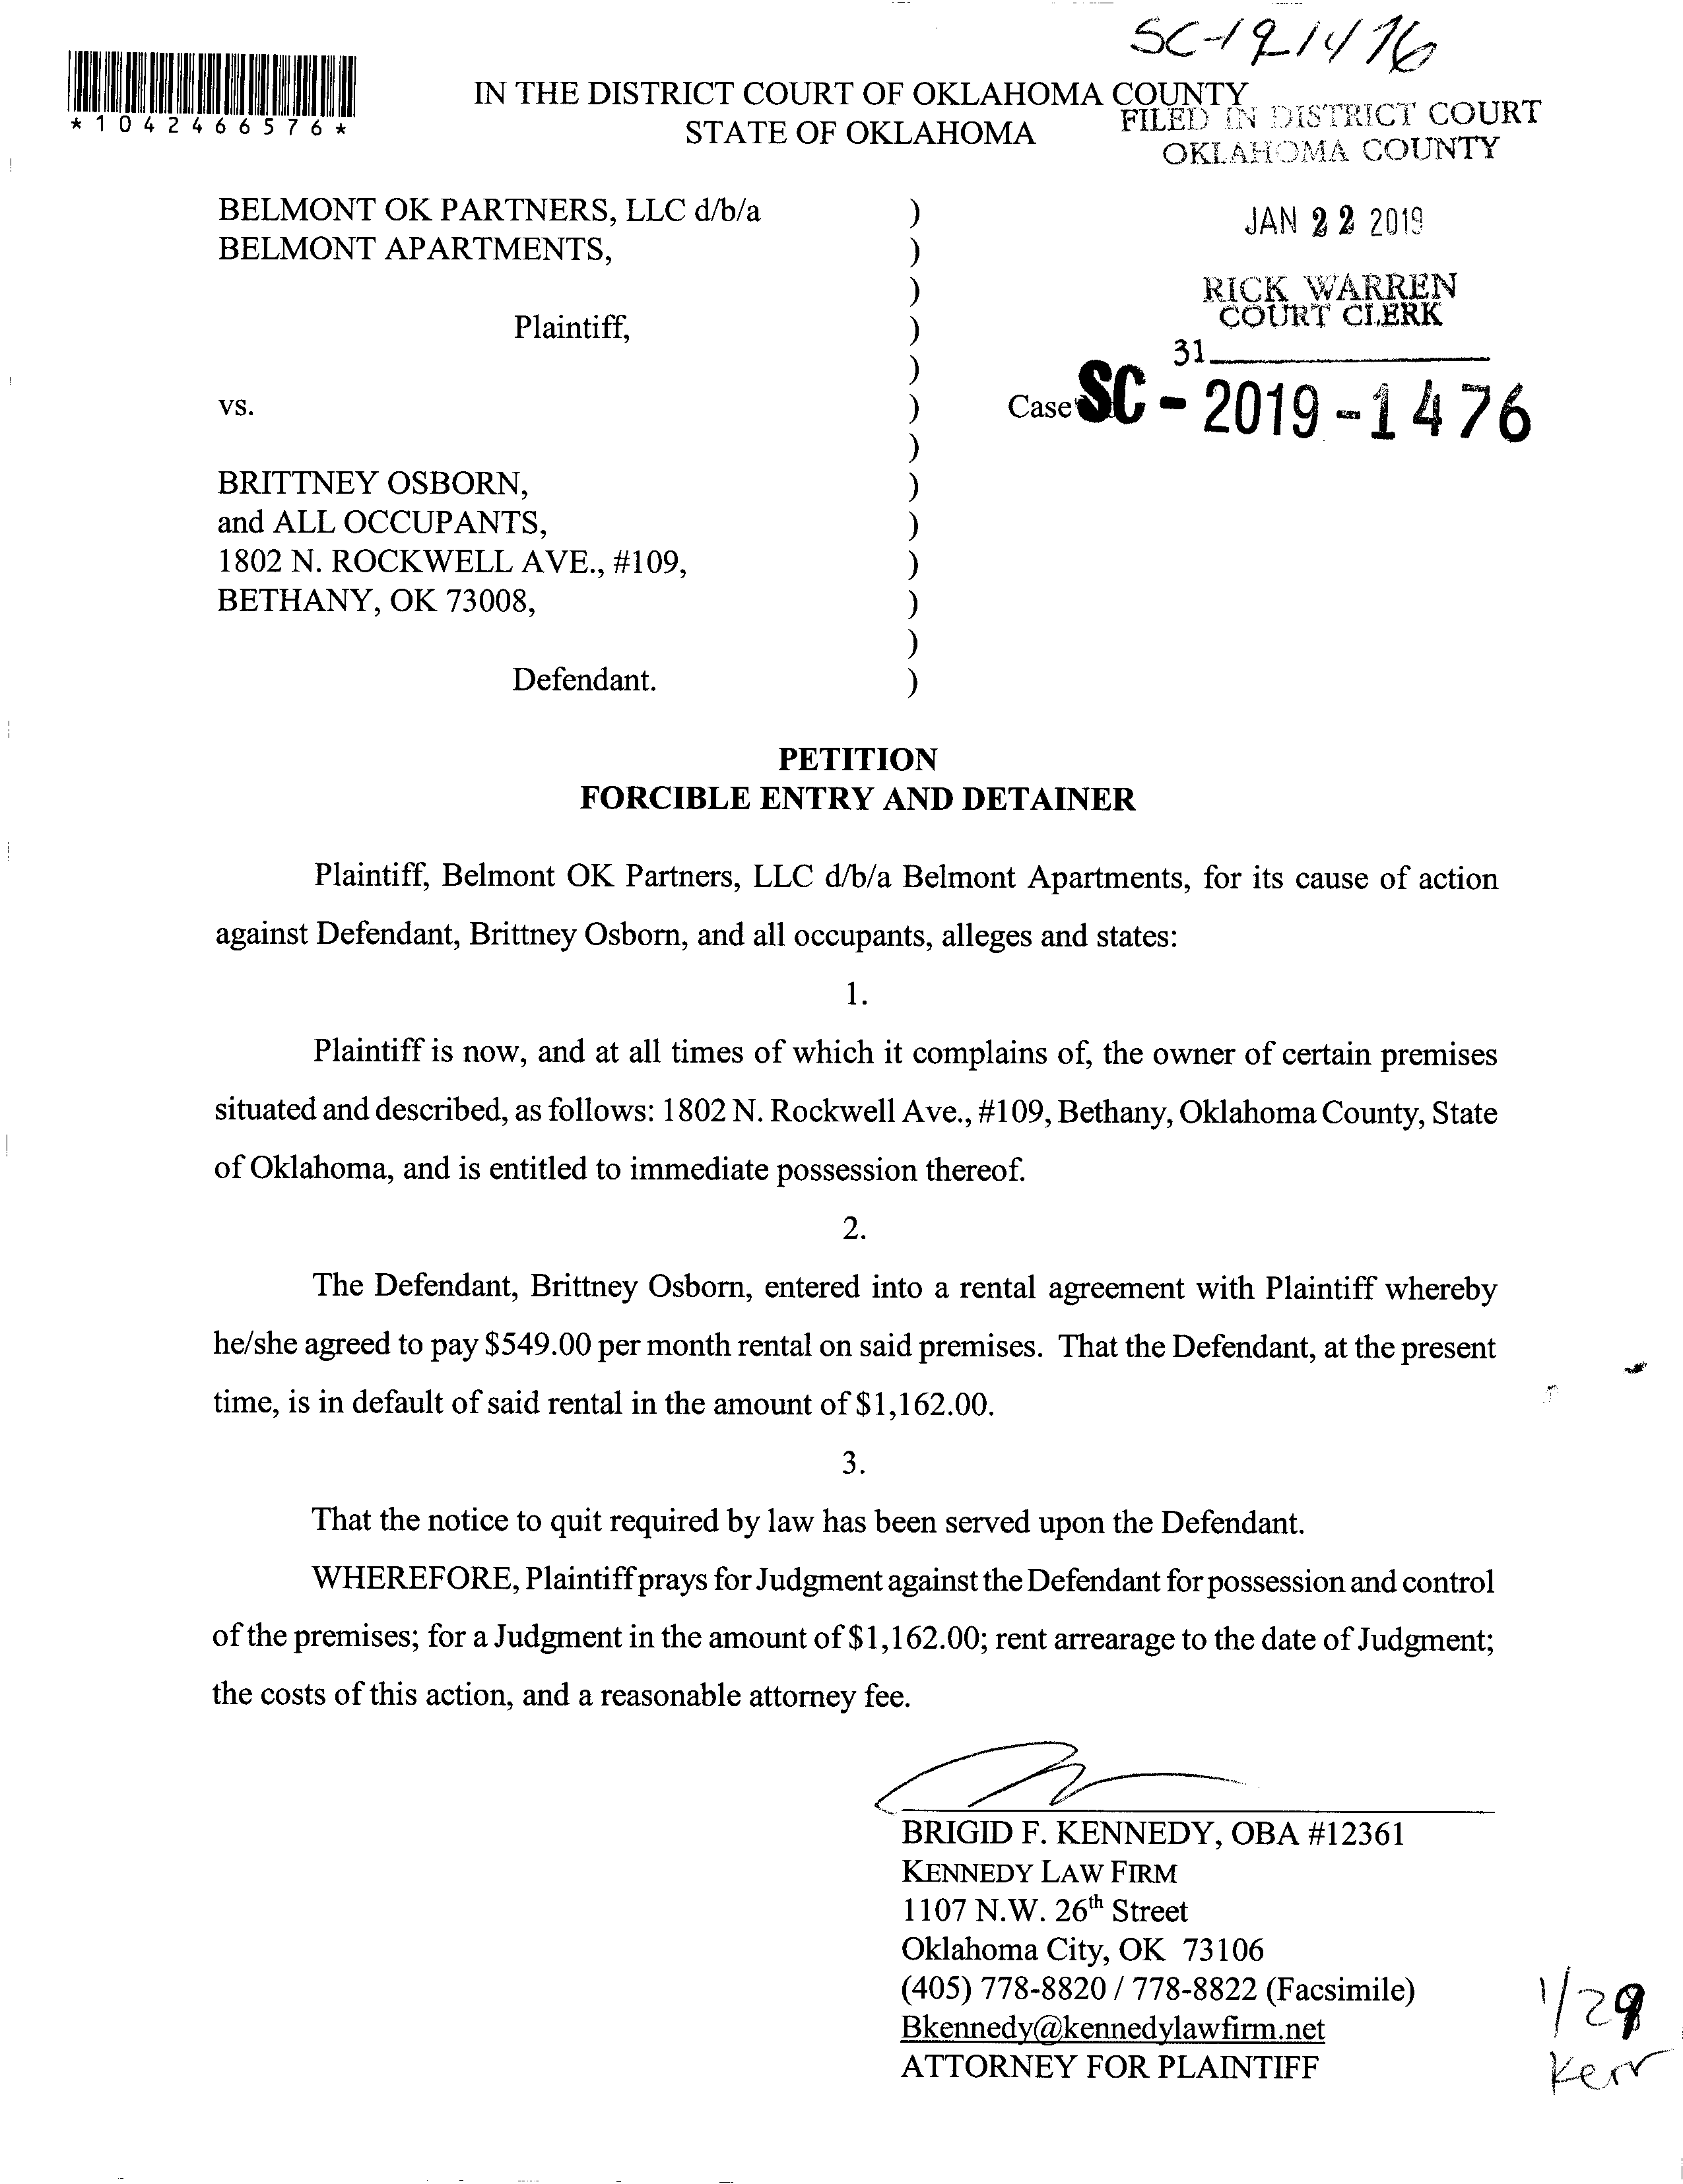 SC-191476
*1042466576*
IN THE DISTRICT COURT OF OKLAHOMA COUNTY
STATE OF OKLAHOMA
FILED IN DISTRICT COURT
OKLAHOMA COUNTY
JAN 22 2019
RICK WARREN
COURT CLERK
31
BELMONT OK PARTNERS, LLC d/b/a )
BELMONT APARTMENTS, )
)
Plaintiff, )
)
vs. ) Case SC - 2019 - 1476
)
BRITTNEY OSBORN, )
and ALL OCCUPANTS, )
1802 N. ROCKWELL AVE., #109, )
BETHANY, OK 73008, )
)
Defendant. )
PETITION
FORCIBLE ENTRY AND DETAINER
Plaintiff, Belmont OK Partners, LLC d/b/a Belmont Apartments, for its cause of action
against Defendant, Brittney Osborn, and all occupants, alleges and states:
1.
Plaintiff is now, and at all times of which it complains of, the owner of certain premises
situated and described, as follows: 1802 N. Rockwell Ave., #109, Bethany, Oklahoma County, State
of Oklahoma, and is entitled to immediate possession thereof.
2.
The Defendant, Brittney Osborn, entered into a rental agreement with Plaintiff whereby
he/she agreed to pay $549.00 per month rental on said premises. That the Defendant, at the present
time, is in default of said rental in the amount of $1,162.00.
3.
That the notice to quit required by law has been served upon the Defendant.
WHEREFORE, Plaintiff prays for Judgment against the Defendant for possession and control
of the premises; for a Judgment in the amount of $1,162.00; rent arrearage to the date of Judgment;
the costs of this action, and a reasonable attorney fee.
BRIGID F. KENNEDY, OBA #12361
KENNEDY LAW FIRM
1107 N.W. 26th Street
Oklahoma City, OK 73106
(405) 778-8820 / 778-8822 (Facsimile)
Bkennedy@kennedylawfirm.net
ATTORNEY FOR PLAINTIFF
1/29
Kerr